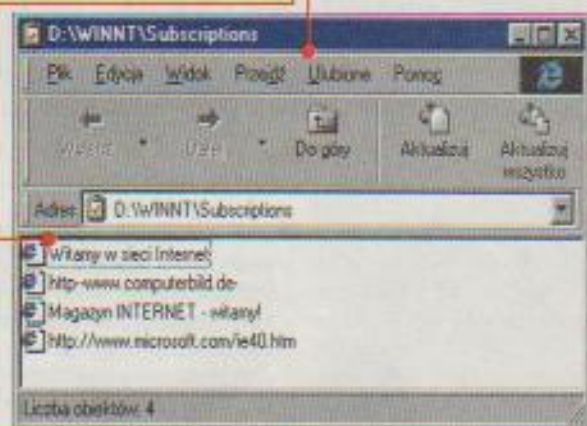 D:\WINNT\Subscriptions
Plik Edycja Widok Przejdź Ulubione Pomoc
Wstecz Dalej Do góry Aktualizuj Aktualizuj wszystko
Adres D:\WINNT\Subscriptions
Witamy w sieci Internet
http-www.computerbild.de-
Magazyn INTERNET - witamy!
http://www.microsoft.com/ie40.htm
Liczba obiektów: 4